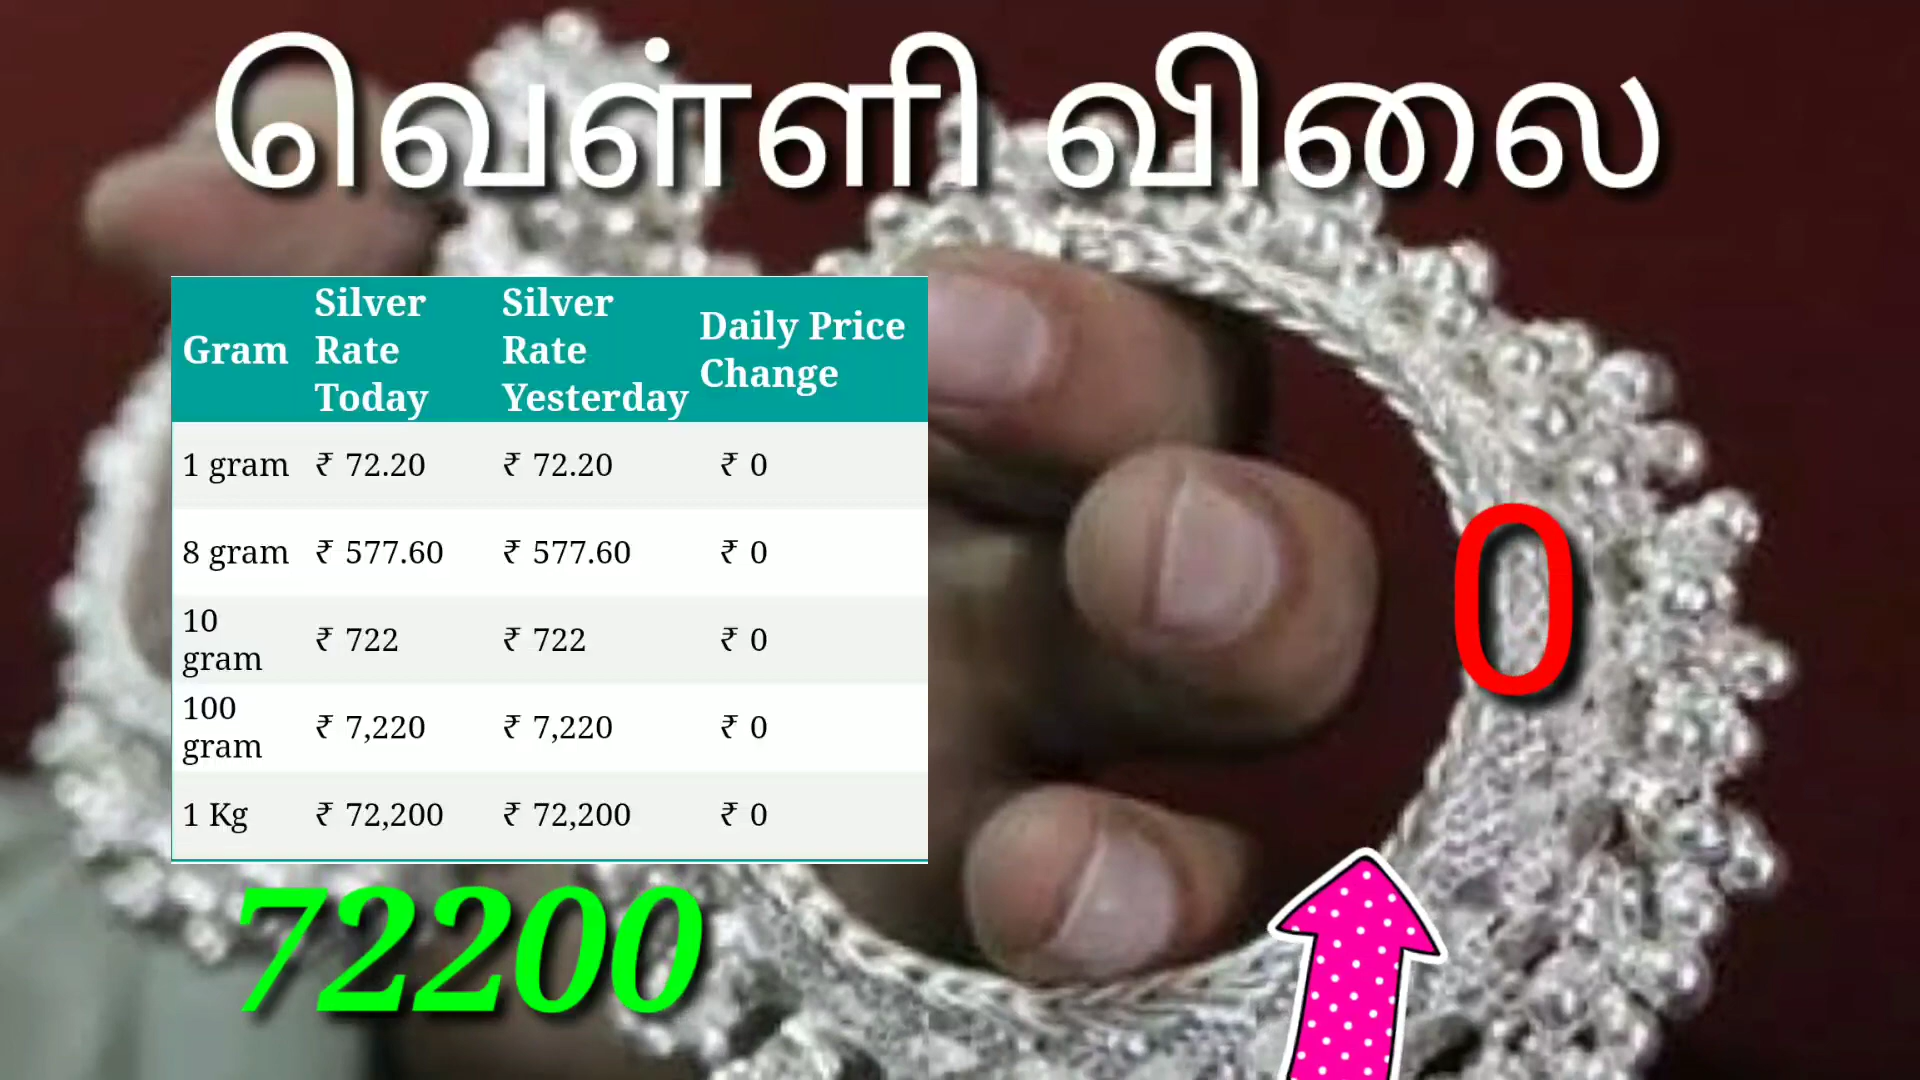 வெள்ளி விலை
Gram Silver Rate Today Silver Rate Yesterday Daily Price Change
1 gram ₹ 72.20 ₹ 72.20 ₹ 0
8 gram ₹ 577.60 ₹ 577.60 ₹ 0
10 gram ₹ 722 ₹ 722 ₹ 0
100 gram ₹ 7,220 ₹ 7,220 ₹ 0
1 Kg ₹ 72,200 ₹ 72,200 ₹ 0
0
72200